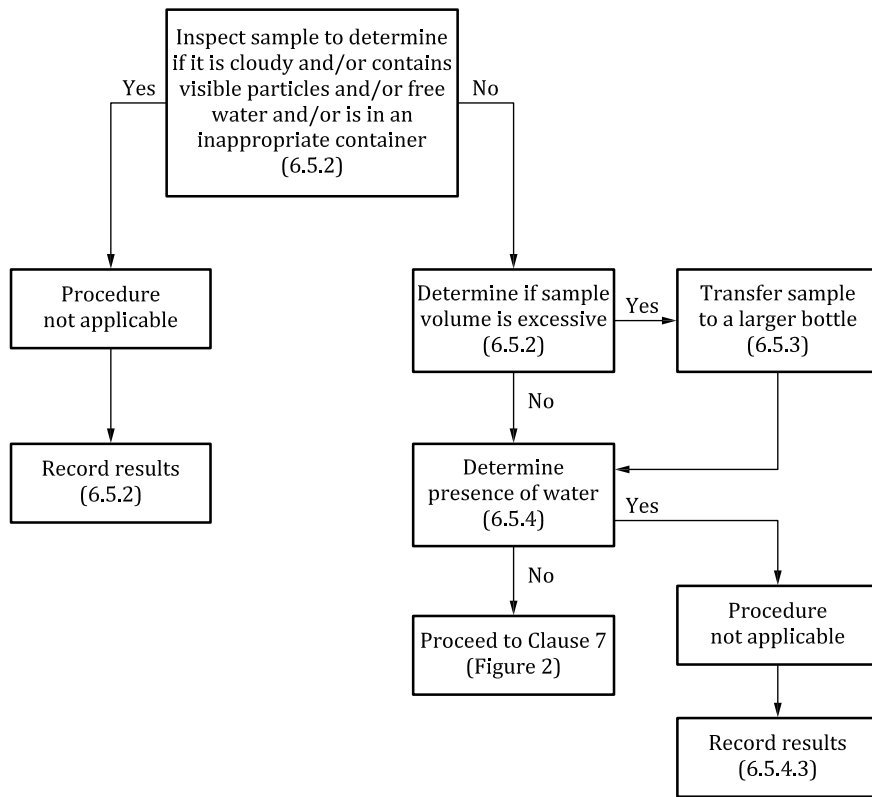 Inspect sample to determine
if it is cloudy and/or contains
visible particles and/or free
water and/or is in an
inappropriate container
(6.5.2)
Yes
No
Procedure
not applicable
Determine if sample
volume is excessive
(6.5.2)
Yes
Transfer sample
to a larger bottle
(6.5.3)
No
Record results
(6.5.2)
Determine
presence of water
(6.5.4)
Yes
No
Proceed to Clause 7
(Figure 2)
Procedure
not applicable
Record results
(6.5.4.3)